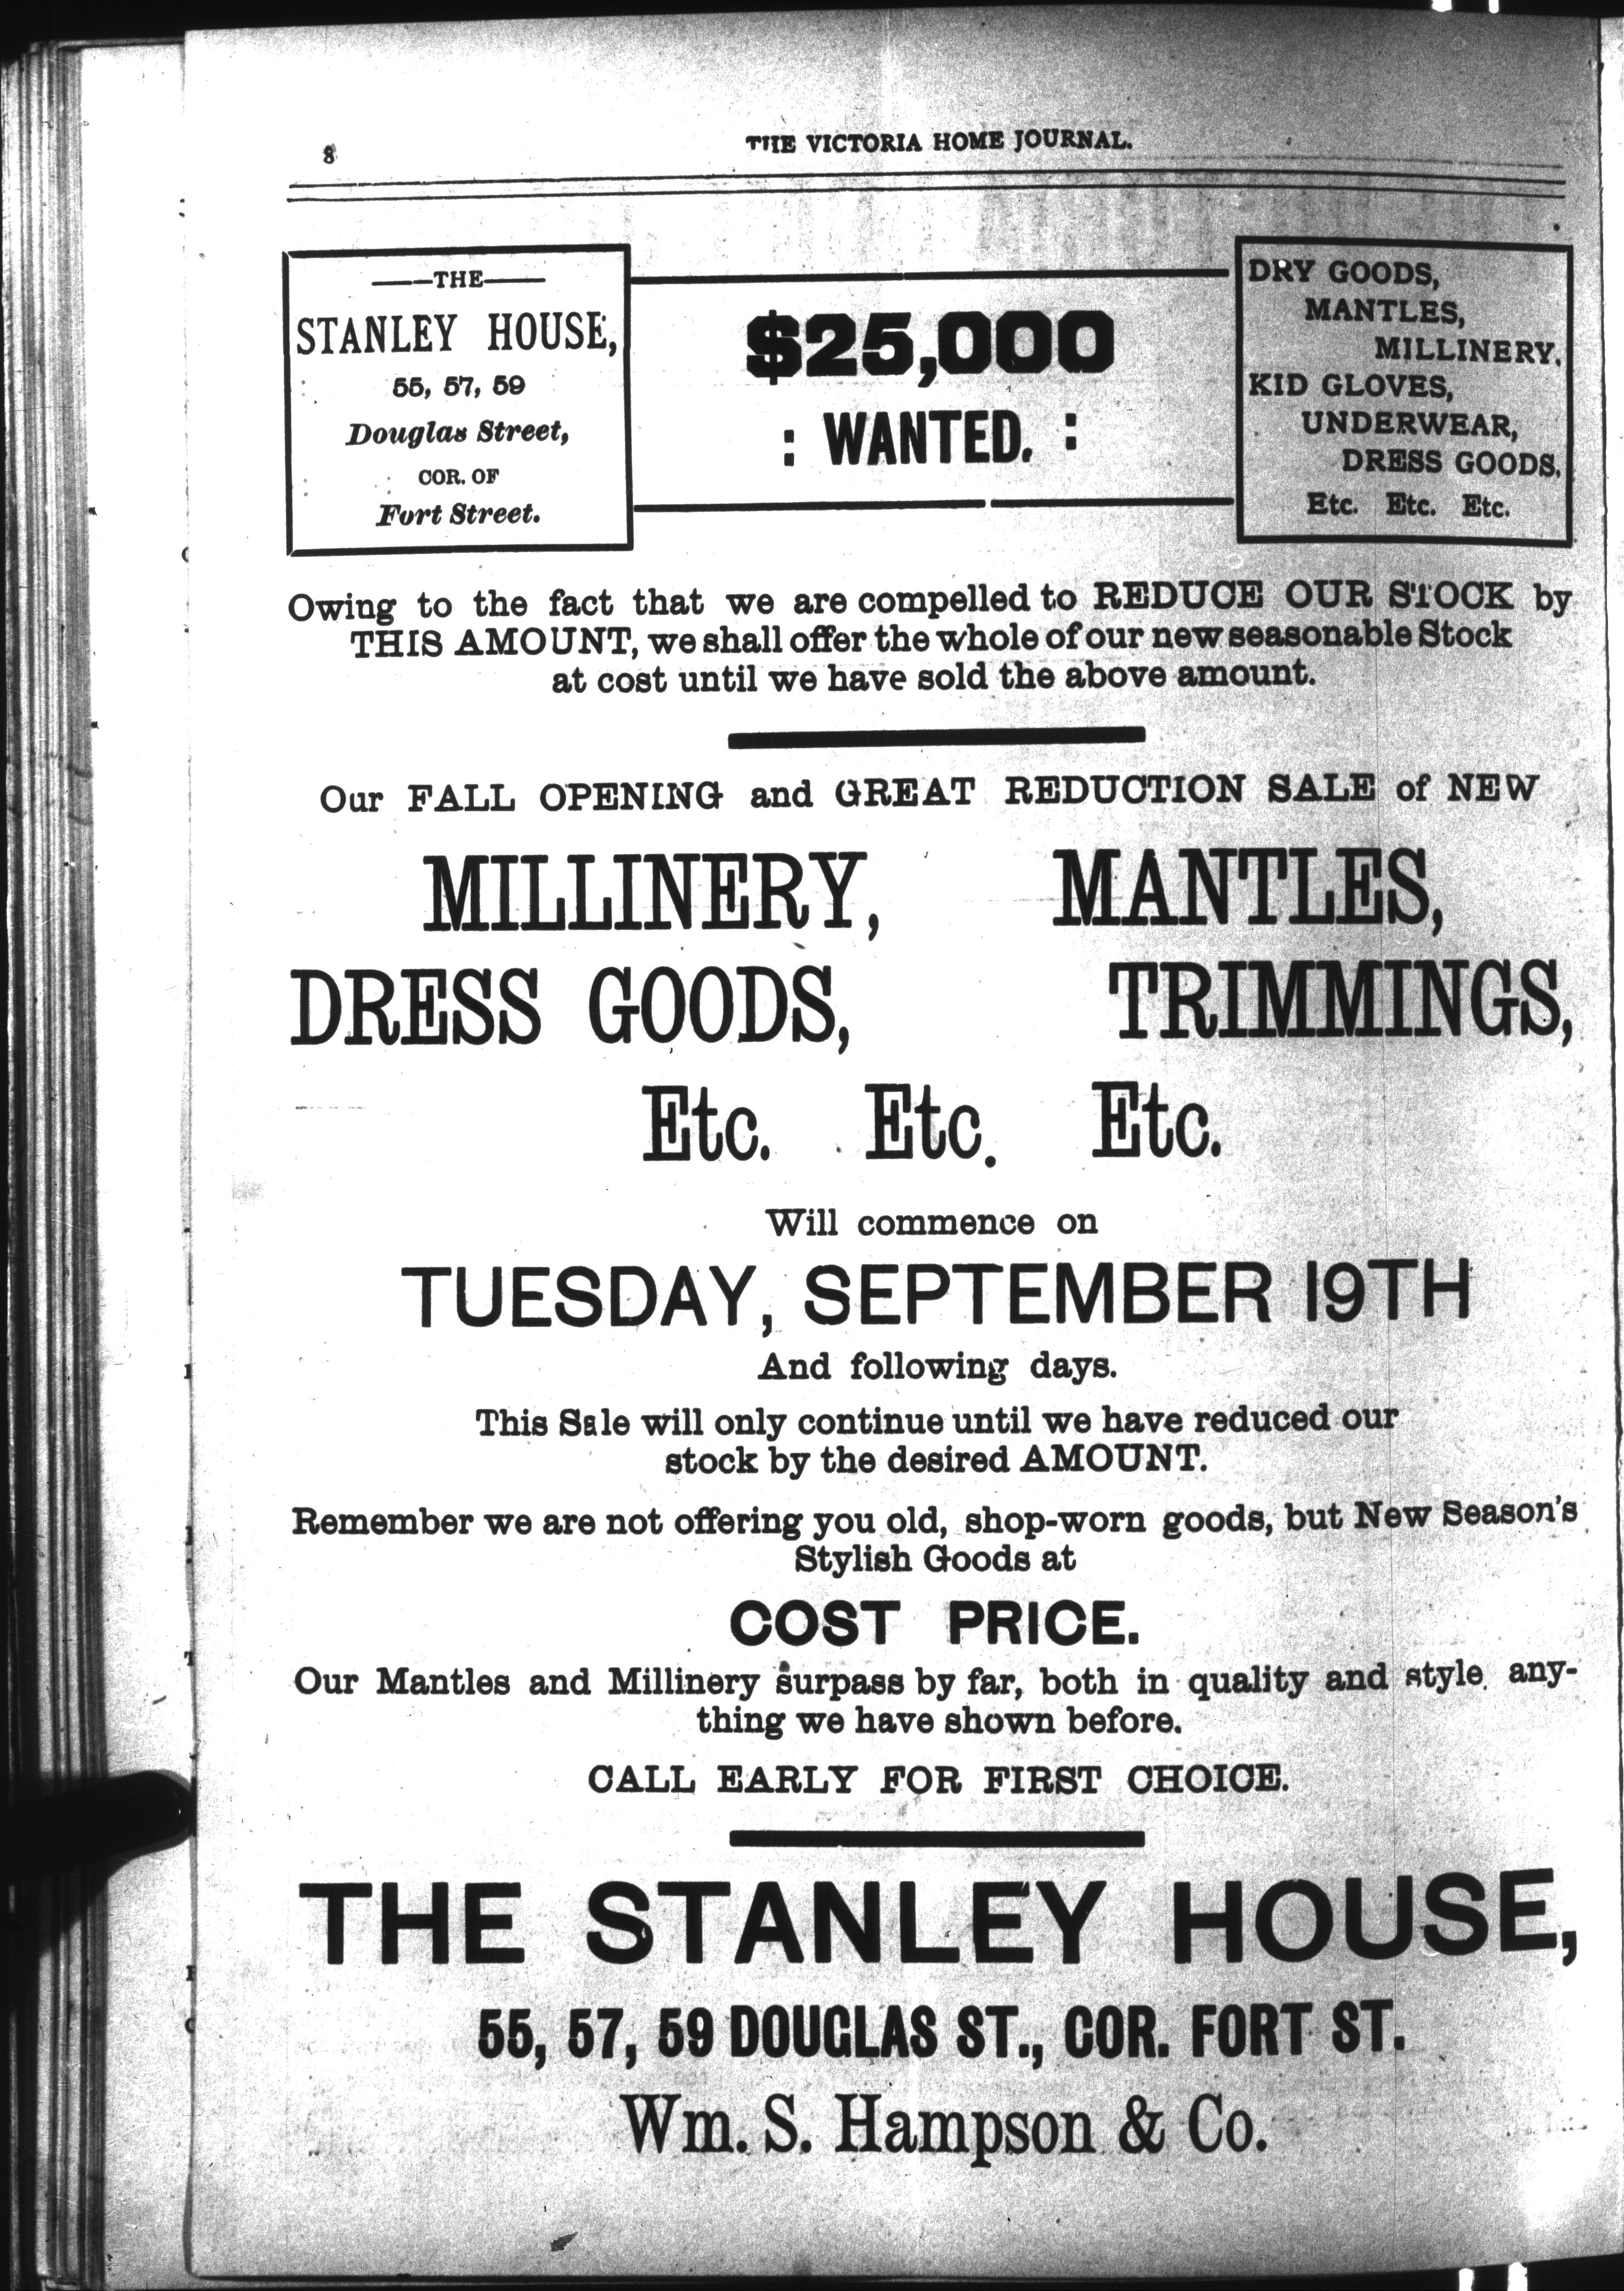 8
THE VICTORIA HOME JOURNAL.
THE
STANLEY HOUSE,
55, 57, 59
Douglas Street,
COR. OF
Fort Street.
$25,000
: WANTED. :
DRY GOODS,
MANTLES,
MILLINERY,
KID GLOVES,
UNDERWEAR,
DRESS GOODS,
Etc. Etc. Etc.
Owing to the fact that we are compelled to REDUCE OUR STOCK by
THIS AMOUNT, we shall offer the whole of our new seasonable Stock
at cost until we have sold the above amount.
Our FALL OPENING and GREAT REDUCTION SALE of NEW
MILLINERY, MANTLES,
DRESS GOODS, TRIMMINGS,
Etc. Etc. Etc.
Will commence on
TUESDAY, SEPTEMBER 19TH
And following days.
This Sale will only continue until we have reduced our
stock by the desired AMOUNT.
Remember we are not offering you old, shop-worn goods, but New Season's
Stylish Goods at
COST PRICE.
Our Mantles and Millinery surpass by far, both in quality and style, any-
thing we have shown before.
CALL EARLY FOR FIRST CHOICE.
THE STANLEY HOUSE,
55, 57, 59 DOUGLAS ST., COR. FORT ST.
Wm. S. Hampson & Co.